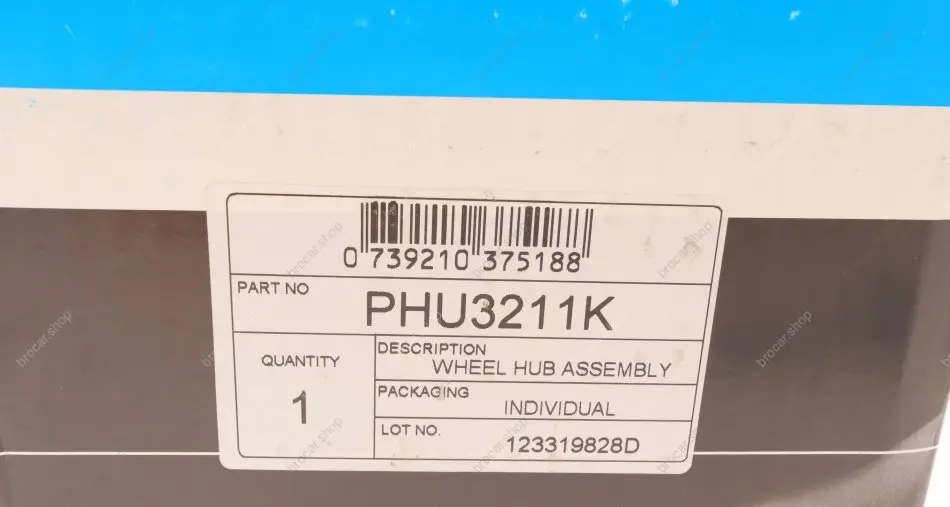 0 739210 375188
PART NO
PHU3211K
QUANTITY
1
DESCRIPTION
WHEEL HUB ASSEMBLY
PACKAGING
INDIVIDUAL
LOT NO.
123319828D
brocar.shop